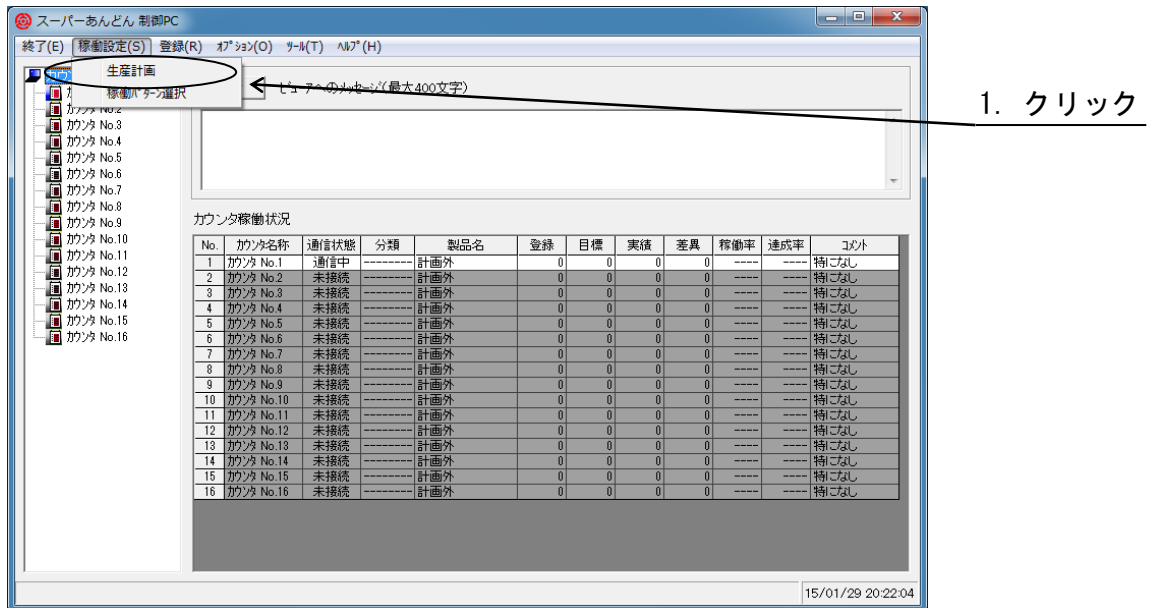 スーパーあんどん 制御PC
終了(E) 稼働設定(S) 登録(R) ｵﾌﾟｼｮﾝ(O) ﾂｰﾙ(T) ﾍﾙﾌﾟ(H)
生産計画
稼働ﾊﾟﾀｰﾝ選択
ビューアへのメッセージ(最大400文字)
1. クリック
ｶｳﾝﾀ No.2
ｶｳﾝﾀ No.3
ｶｳﾝﾀ No.4
ｶｳﾝﾀ No.5
ｶｳﾝﾀ No.6
ｶｳﾝﾀ No.7
ｶｳﾝﾀ No.8
ｶｳﾝﾀ No.9
ｶｳﾝﾀ No.10
ｶｳﾝﾀ No.11
ｶｳﾝﾀ No.12
ｶｳﾝﾀ No.13
ｶｳﾝﾀ No.14
ｶｳﾝﾀ No.15
ｶｳﾝﾀ No.16
カウンタ稼働状況
No. ｶｳﾝﾀ名称 通信状態 分類 製品名 登録 目標 実績 差異 稼働率 達成率 ｺﾒﾝﾄ
1 ｶｳﾝﾀ No.1 通信中 -------- 計画外 0 0 0 0 ---- ---- 特になし
2 ｶｳﾝﾀ No.2 未接続 -------- 計画外 0 0 0 0 ---- ---- 特になし
3 ｶｳﾝﾀ No.3 未接続 -------- 計画外 0 0 0 0 ---- ---- 特になし
4 ｶｳﾝﾀ No.4 未接続 -------- 計画外 0 0 0 0 ---- ---- 特になし
5 ｶｳﾝﾀ No.5 未接続 -------- 計画外 0 0 0 0 ---- ---- 特になし
6 ｶｳﾝﾀ No.6 未接続 -------- 計画外 0 0 0 0 ---- ---- 特になし
7 ｶｳﾝﾀ No.7 未接続 -------- 計画外 0 0 0 0 ---- ---- 特になし
8 ｶｳﾝﾀ No.8 未接続 -------- 計画外 0 0 0 0 ---- ---- 特になし
9 ｶｳﾝﾀ No.9 未接続 -------- 計画外 0 0 0 0 ---- ---- 特になし
10 ｶｳﾝﾀ No.10 未接続 -------- 計画外 0 0 0 0 ---- ---- 特になし
11 ｶｳﾝﾀ No.11 未接続 -------- 計画外 0 0 0 0 ---- ---- 特になし
12 ｶｳﾝﾀ No.12 未接続 -------- 計画外 0 0 0 0 ---- ---- 特になし
13 ｶｳﾝﾀ No.13 未接続 -------- 計画外 0 0 0 0 ---- ---- 特になし
14 ｶｳﾝﾀ No.14 未接続 -------- 計画外 0 0 0 0 ---- ---- 特になし
15 ｶｳﾝﾀ No.15 未接続 -------- 計画外 0 0 0 0 ---- ---- 特になし
16 ｶｳﾝﾀ No.16 未接続 -------- 計画外 0 0 0 0 ---- ---- 特になし
15/01/29 20:22:04